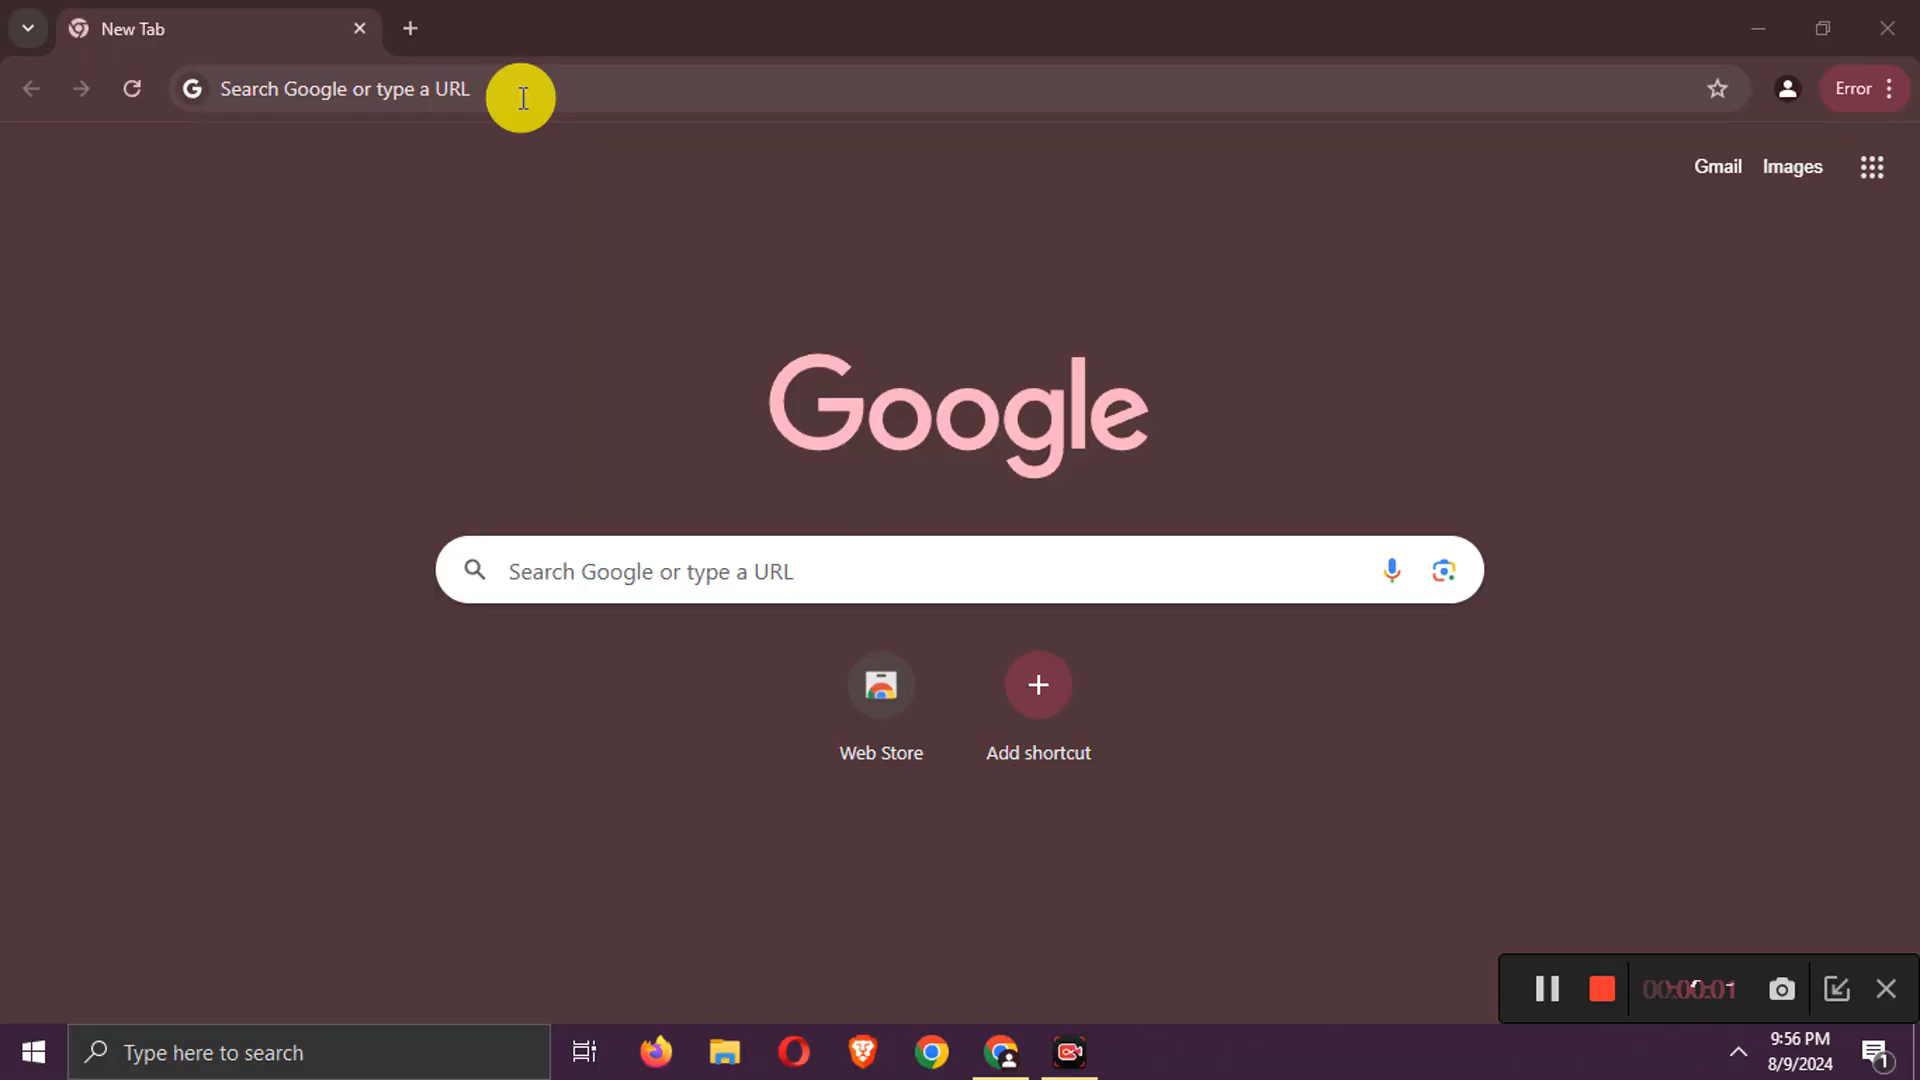 New Tab
Search Google or type a URL
Error
Gmail Images
Google
Search Google or type a URL
Web Store Add shortcut
Type here to search
9:56 PM
8/9/2024
1